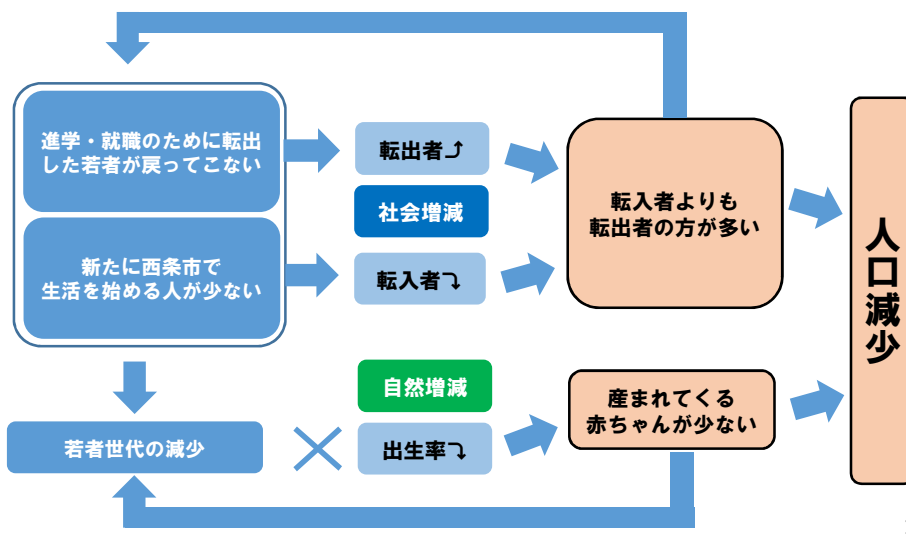 進学・就職のために転出
した若者が戻ってこない
転出者⤴
社会増減
転入者よりも
転出者の方が多い
新たに西条市で
生活を始める人が少ない
転入者⤵
人口減少
自然増減
産まれてくる
赤ちゃんが少ない
若者世代の減少
出生率⤵